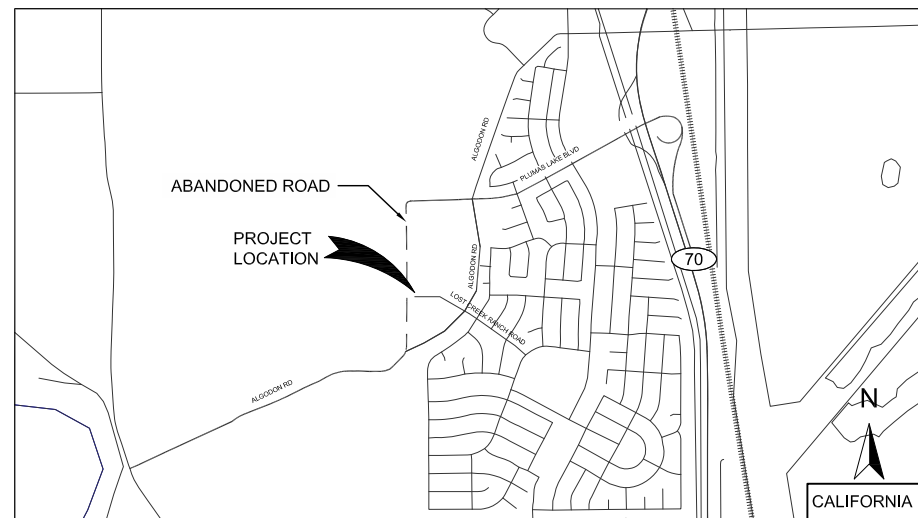 ALGODON RD
PLUMAS LAKE BLVD
ABANDONED ROAD
PROJECT
LOCATION
ALGODON RD
70
LOST CREEK RANCH ROAD
ALGODON RD
N
CALIFORNIA